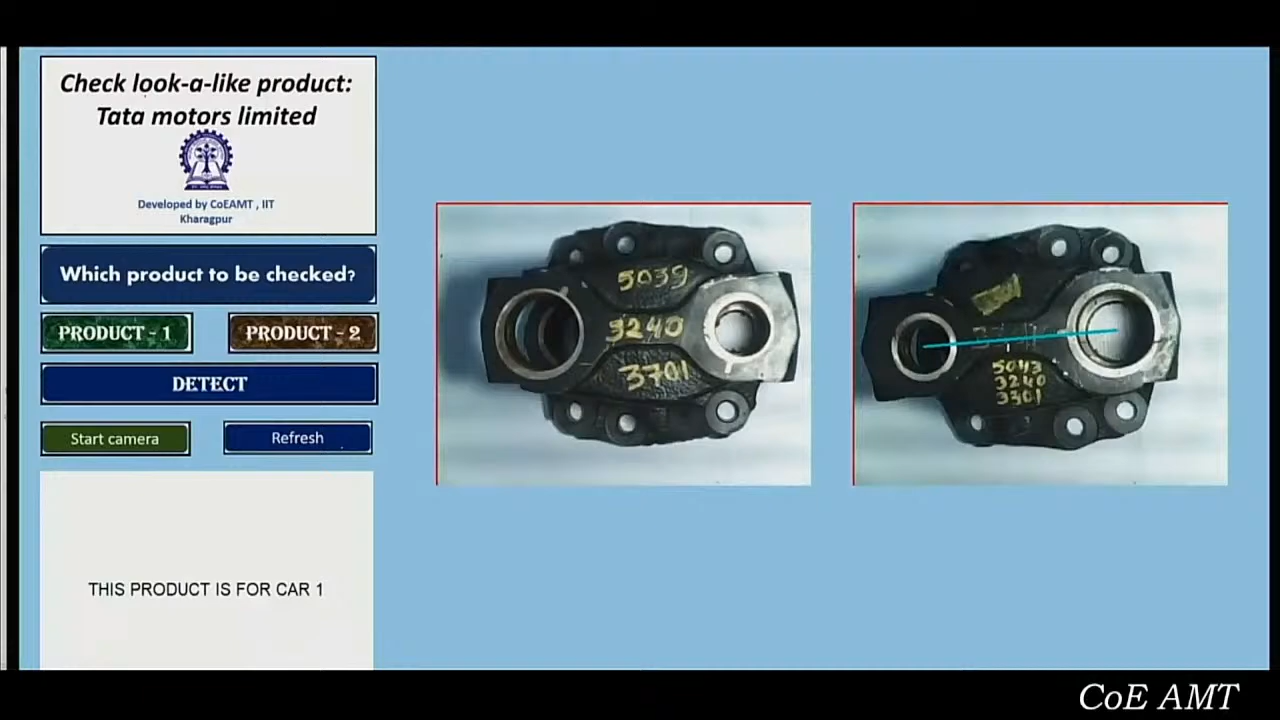 Check look-a-like product:
Tata motors limited
Developed by CoEAMT , IIT
Kharagpur
Which product to be checked?
PRODUCT - 1
PRODUCT - 2
DETECT
Start camera
Refresh
THIS PRODUCT IS FOR CAR 1
5039
3240
3701
5043
3240
3301
CoE AMT